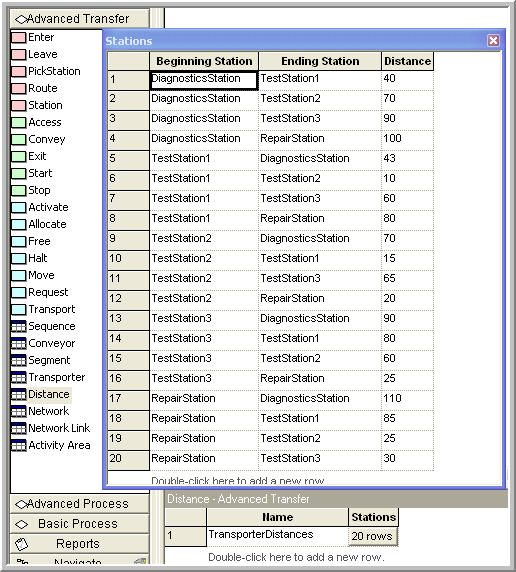 Advanced Transfer
Enter
Leave
PickStation
Route
Station
Access
Convey
Exit
Start
Stop
Activate
Allocate
Free
Halt
Move
Request
Transport
Sequence
Conveyor
Segment
Transporter
Distance
Network
Network Link
Activity Area
Advanced Process
Basic Process
Reports
Navigate
Stations
Beginning Station Ending Station Distance
1 DiagnosticsStation TestStation1 40
2 DiagnosticsStation TestStation2 70
3 DiagnosticsStation TestStation3 90
4 DiagnosticsStation RepairStation 100
5 TestStation1 DiagnosticsStation 43
6 TestStation1 TestStation2 10
7 TestStation1 TestStation3 60
8 TestStation1 RepairStation 80
9 TestStation2 DiagnosticsStation 70
10 TestStation2 TestStation1 15
11 TestStation2 TestStation3 65
12 TestStation2 RepairStation 20
13 TestStation3 DiagnosticsStation 90
14 TestStation3 TestStation1 80
15 TestStation3 TestStation2 60
16 TestStation3 RepairStation 25
17 RepairStation DiagnosticsStation 110
18 RepairStation TestStation1 85
19 RepairStation TestStation2 25
20 RepairStation TestStation3 30
Double-click here to add a new row.
Distance - Advanced Transfer
Name Stations
1 TransporterDistances 20 rows
Double-click here to add a new row.